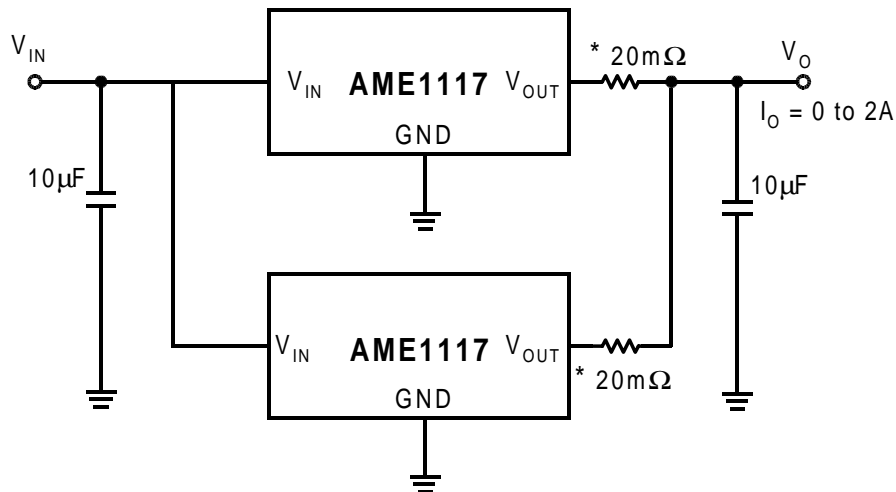 V_IN
V_IN AME1117 V_OUT
GND
* 20mΩ
V_O
I_O = 0 to 2A
10μF
10μF
V_IN AME1117 V_OUT
GND
* 20mΩ